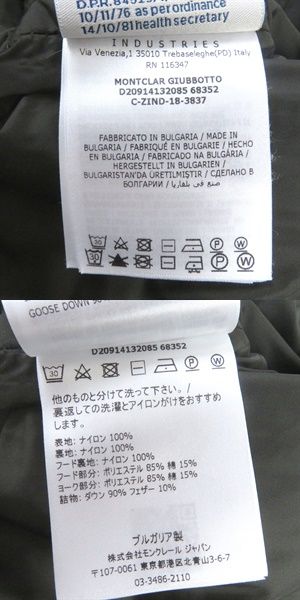 10/11/76 as per ordinance
14/10/81 health secretary
INDUSTRIES
Via Venezia,1 35010 Trebaseleghe(PD) Italy
RN 116347
MONTCLAR GIUBBOTTO
D20914132085 68352
C-ZIND-18-3837
FABBRICATO IN BULGARIA / MADE IN
BULGARIA / FABRIQUÉ EN BULGARIE / HECHO
EN BULGARIA / FABRICADO NA BULGÁRIA /
HERGESTELLT IN BULGARIEN /
BULGARISTAN'DA ÜRETILMIŞTIR / СДЕЛАНО В
БОЛГАРИИ / صنع في بلغاريا
30
30
GOOSE DOWN
D20914132085 68352
30
他のものと分けて洗って下さい。/
裏返しての洗濯とアイロンがけをおすすめ
します。
表地: ナイロン 100%
裏地: ナイロン 100%
フード裏地: ナイロン 100%
フード部分: ポリエステル 85% 綿 15%
ヨーク部分: ポリエステル 85% 綿 15%
詰物: ダウン 90% フェザー 10%
ブルガリア製
株式会社モンクレール ジャパン
〒107-0061 東京都港区北青山3-6-7
03-3486-2110